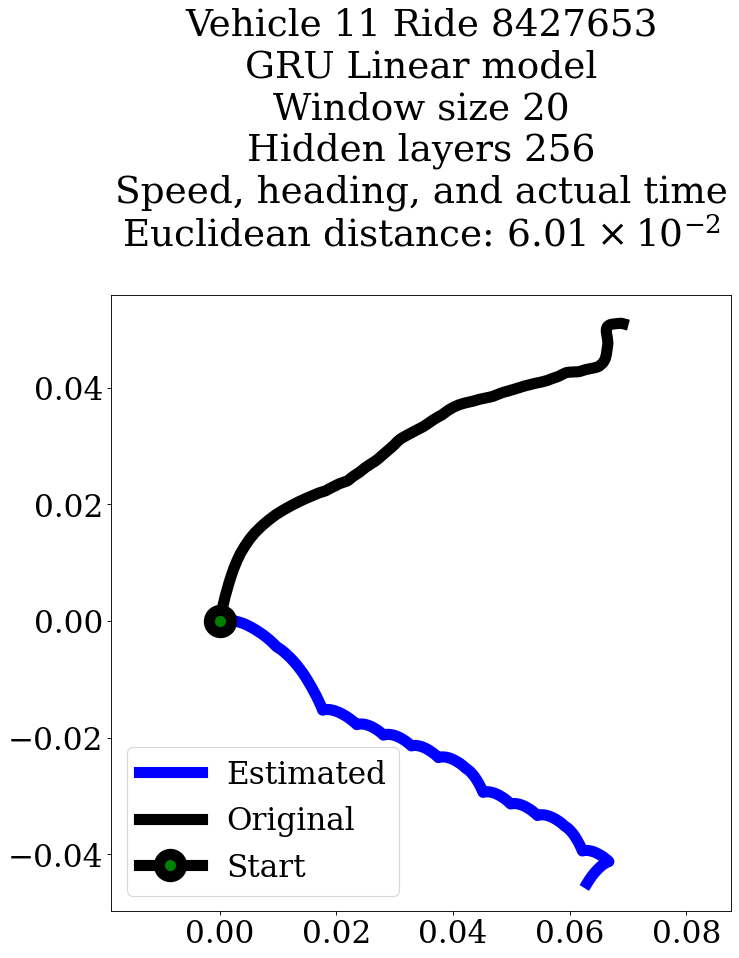 Vehicle 11 Ride 8427653
GRU Linear model
Window size 20
Hidden layers 256
Speed, heading, and actual time
Euclidean distance: 6.01 × 10⁻²
0.04
0.02
0.00
−0.02
−0.04
Estimated
Original
Start
0.00 0.02 0.04 0.06 0.08